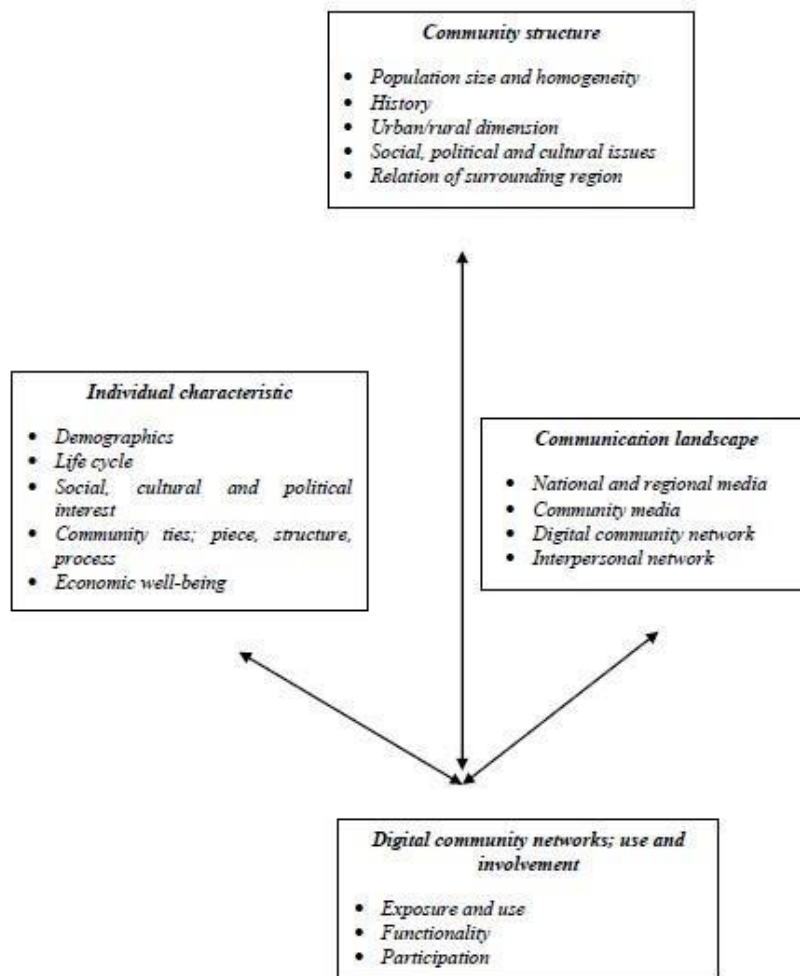 Community structure
• Population size and homogeneity
• History
• Urban/rural dimension
• Social, political and cultural issues
• Relation of surrounding region
Individual characteristic
• Demographics
• Life cycle
• Social, cultural and political
interest
• Community ties; piece, structure,
process
• Economic well-being
Communication landscape
• National and regional media
• Community media
• Digital community network
• Interpersonal network
Digital community networks; use and
involvement
• Exposure and use
• Functionality
• Participation